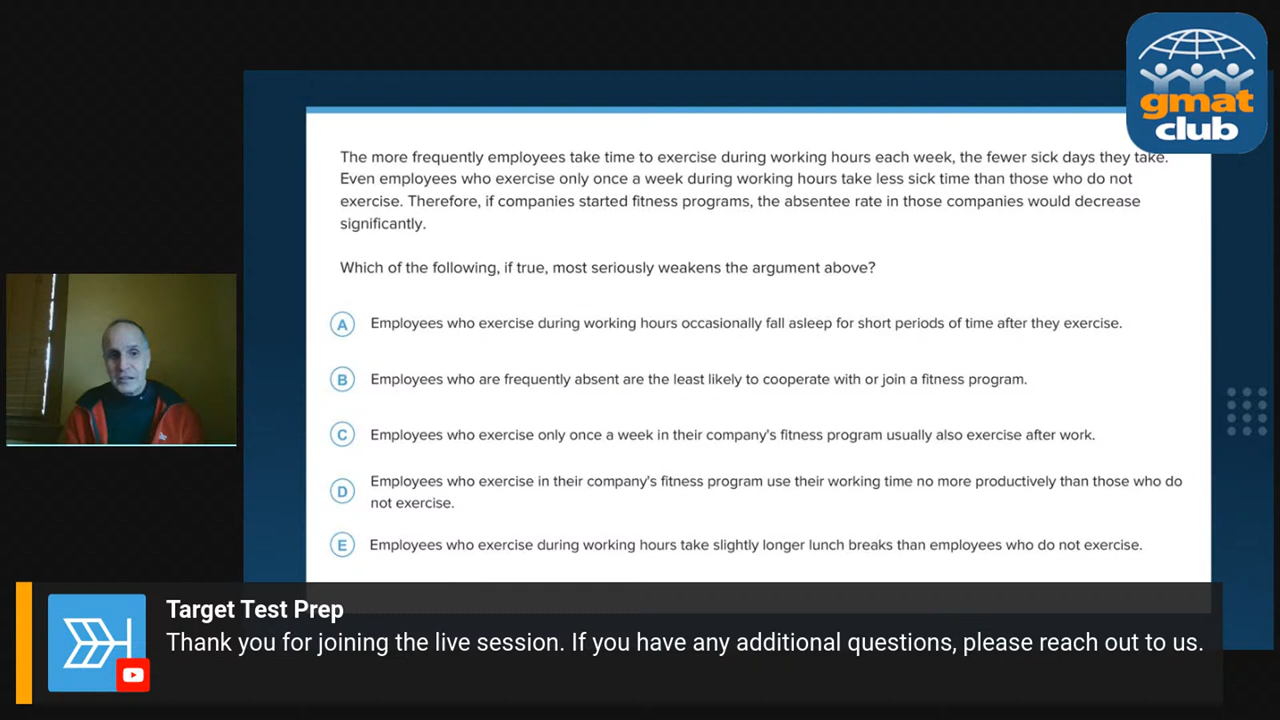 gmat
club
The more frequently employees take time to exercise during working hours each week, the fewer sick days they take.
Even employees who exercise only once a week during working hours take less sick time than those who do not
exercise. Therefore, if companies started fitness programs, the absentee rate in those companies would decrease
significantly.
Which of the following, if true, most seriously weakens the argument above?
A Employees who exercise during working hours occasionally fall asleep for short periods of time after they exercise.
B Employees who are frequently absent are the least likely to cooperate with or join a fitness program.
C Employees who exercise only once a week in their company's fitness program usually also exercise after work.
D Employees who exercise in their company's fitness program use their working time no more productively than those who do
not exercise.
E Employees who exercise during working hours take slightly longer lunch breaks than employees who do not exercise.
Target Test Prep
Thank you for joining the live session. If you have any additional questions, please reach out to us.